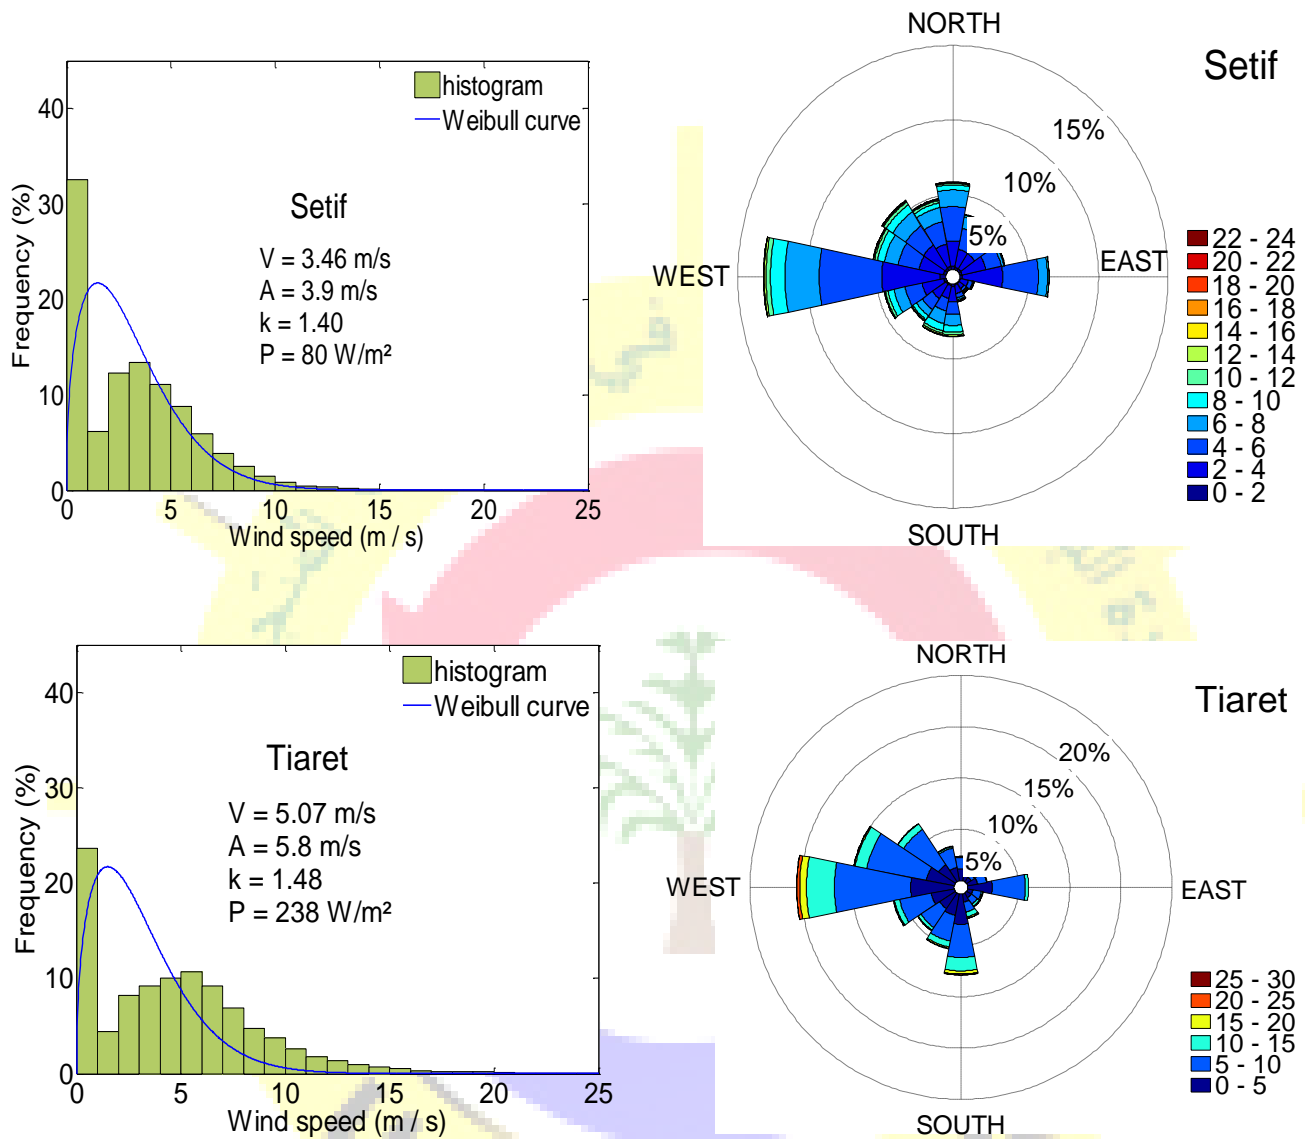 45
40
30
20
10
0
Frequency (%)
histogram
Weibull curve
Setif
V = 3.46 m/s
A = 3.9 m/s
k = 1.40
P = 80 W/m²
0 5 10 15 20 25
Wind speed (m / s)
NORTH
Setif
15%
10%
5%
WEST
EAST
SOUTH
22 - 24
20 - 22
18 - 20
16 - 18
14 - 16
12 - 14
10 - 12
8 - 10
6 - 8
4 - 6
2 - 4
0 - 2
40
30
20
10
0
Frequency (%)
histogram
Weibull curve
Tiaret
V = 5.07 m/s
A = 5.8 m/s
k = 1.48
P = 238 W/m²
0 5 10 15 20 25
Wind speed (m / s)
NORTH
Tiaret
20%
15%
10%
5%
WEST
EAST
SOUTH
25 - 30
20 - 25
15 - 20
10 - 15
5 - 10
0 - 5